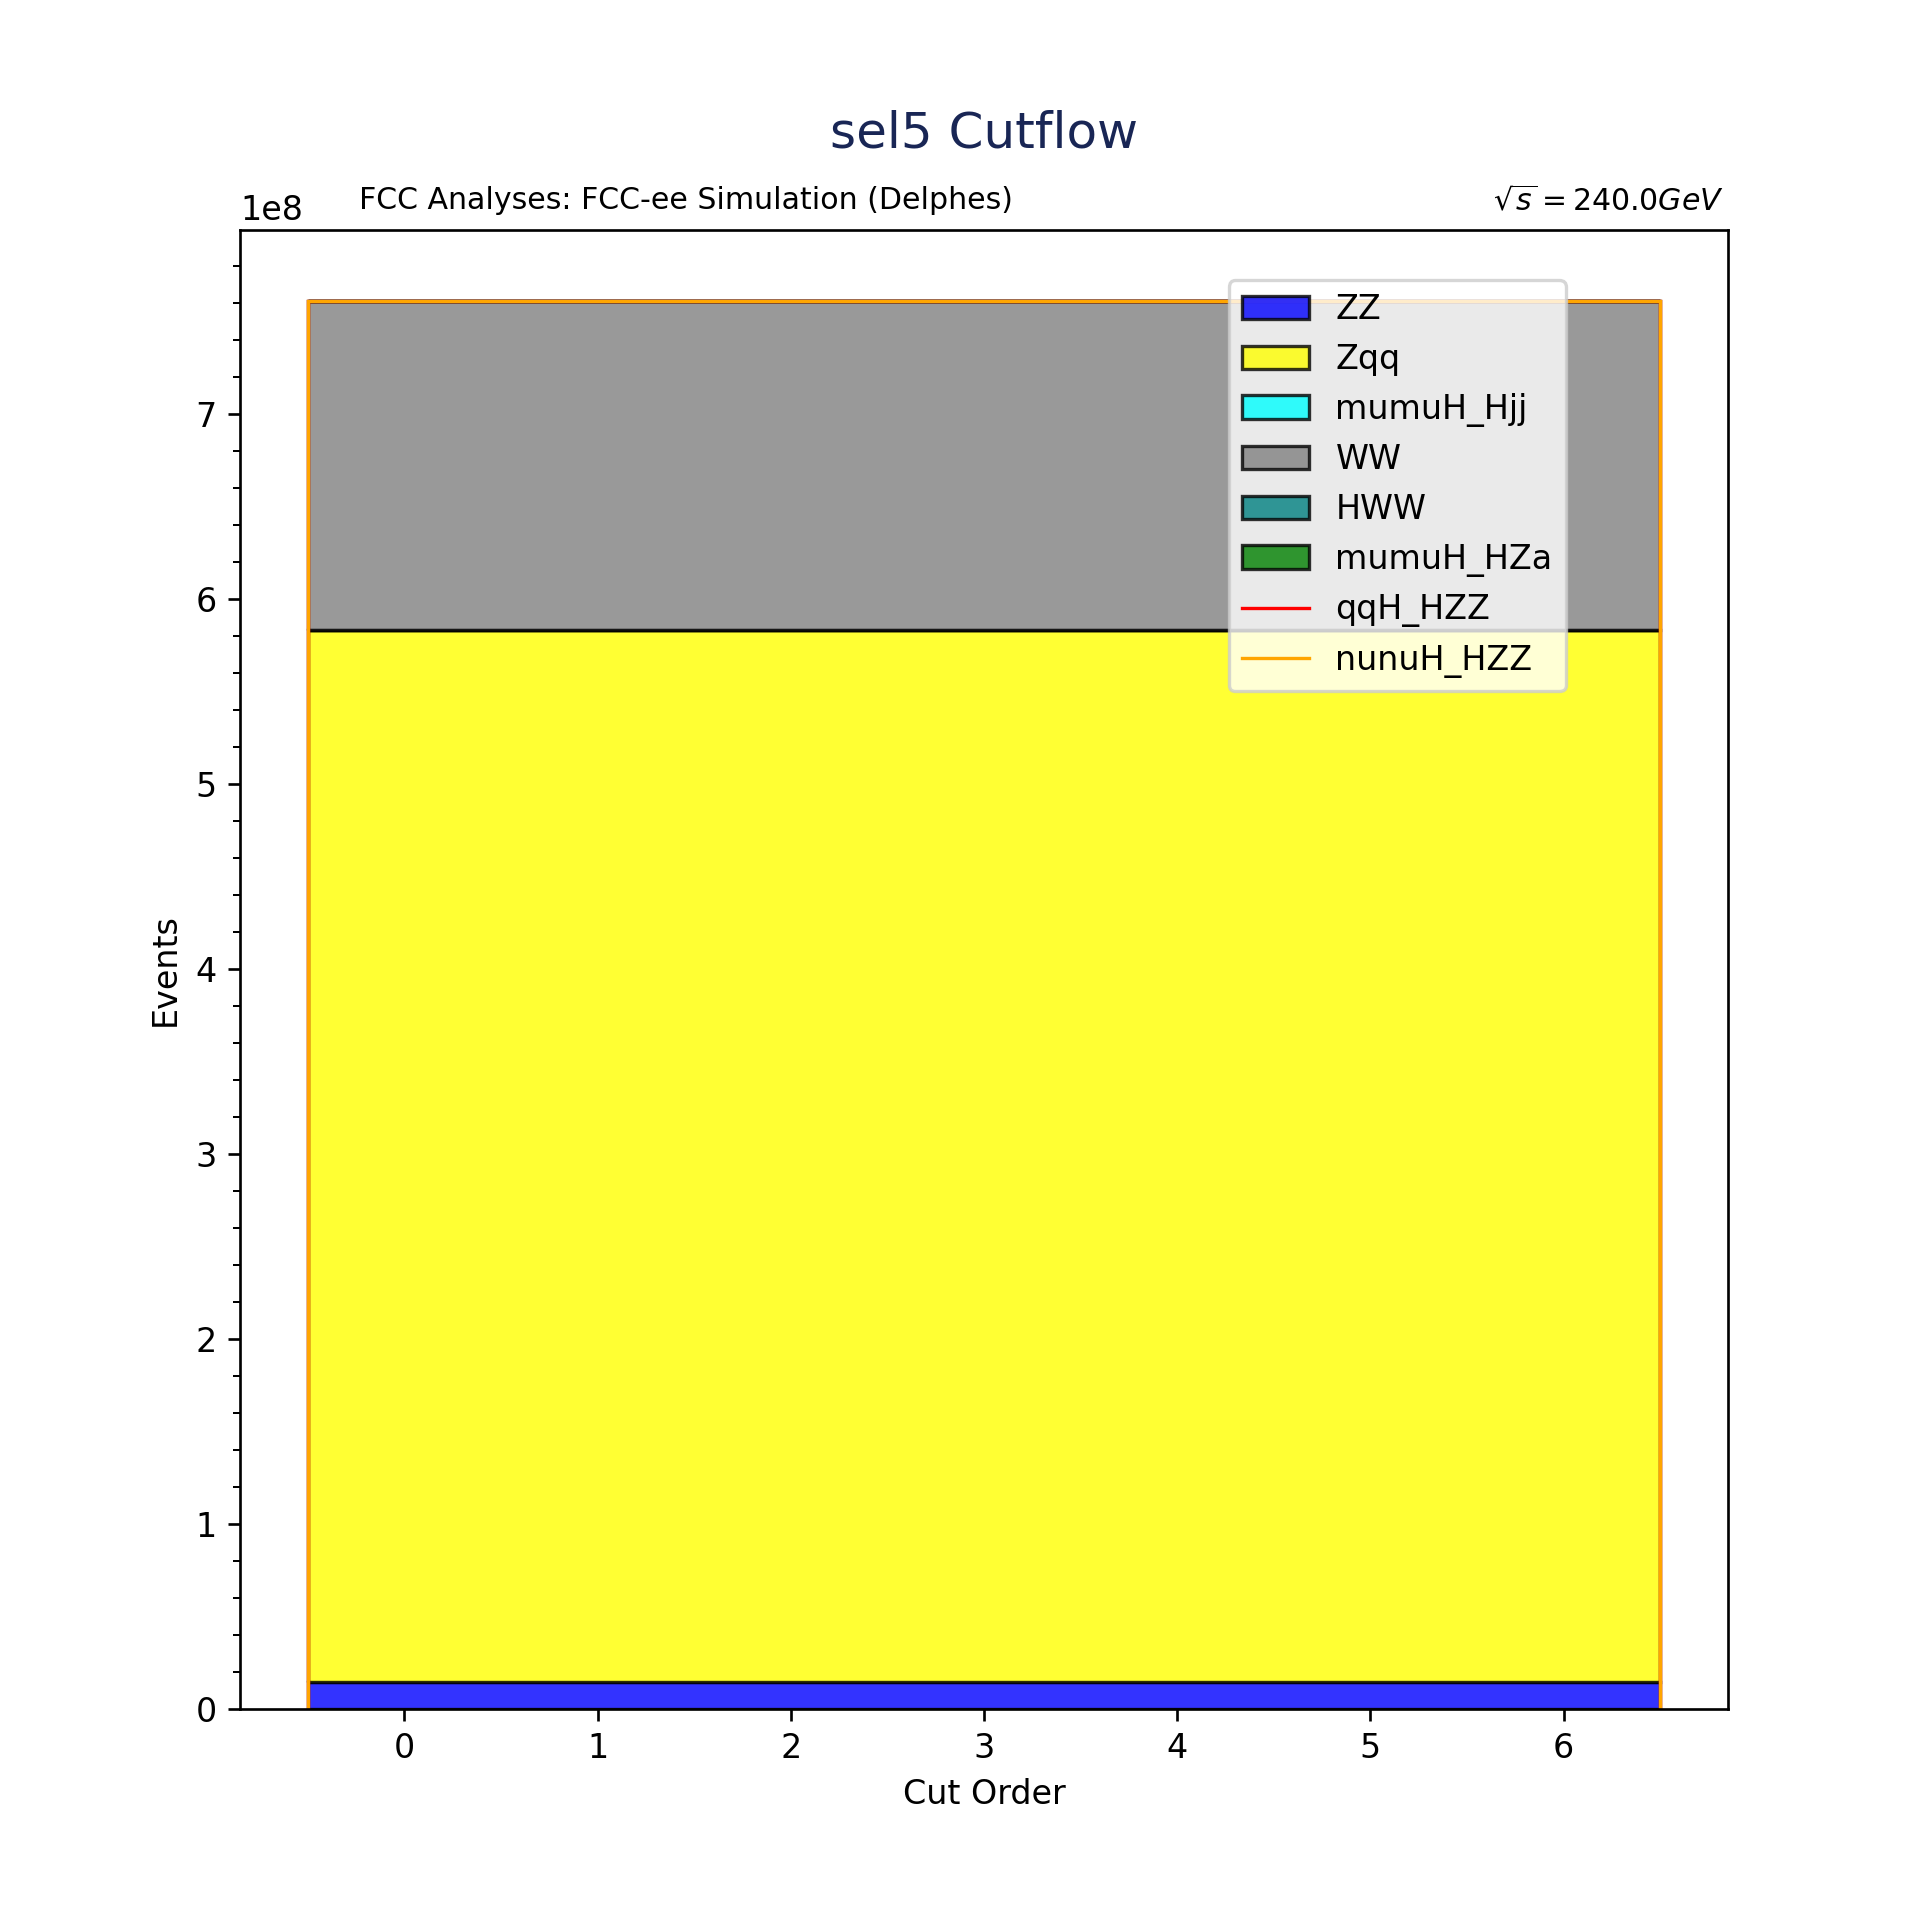 sel5 Cutflow
1e8
FCC Analyses: FCC-ee Simulation (Delphes)
√s = 240.0GeV
ZZ
Zqq
mumuH_Hjj
WW
HWW
mumuH_HZa
qqH_HZZ
nunuH_HZZ
7
6
5
4
3
2
1
0
Events
0 1 2 3 4 5 6
Cut Order